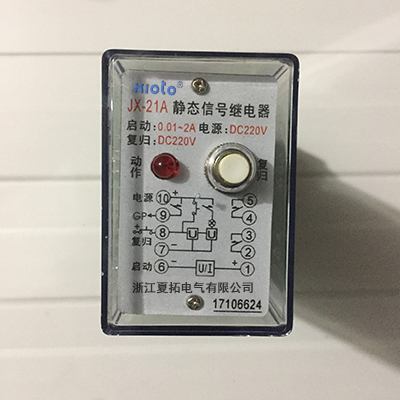 xioto®
JX-21A 静态信号继电器
启动:0.01~2A 电源:DC220V
复归:DC220V
动作 复归
电源 10 + 5
GP 9 4
+ 8 3
复归 7 2
启动 6 - U/I + 1
浙江夏拓电气有限公司
17106624